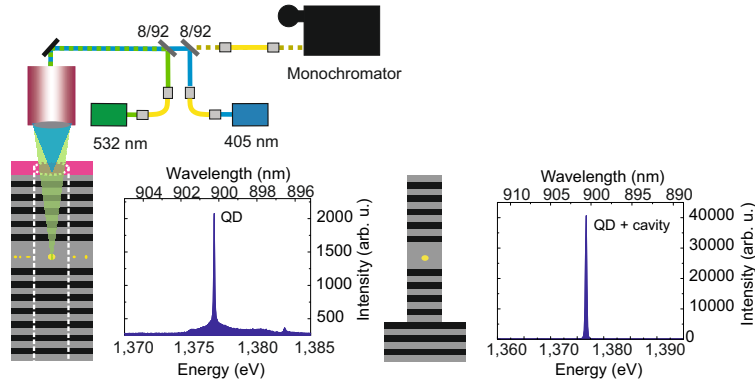 8/92 8/92
Monochromator
532 nm
405 nm
Wavelength (nm)
904 902 900 898 896
QD
2000
1500
1000
500
Intensity (arb. u.)
1,370 1,375 1,380 1,385
Energy (eV)
Wavelength (nm)
910 905 900 895 890
QD + cavity
40000
30000
20000
10000
0
Intensity (arb. u.)
1,360 1,370 1,380 1,390
Energy (eV)